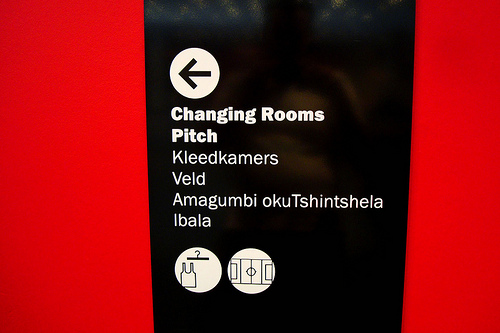 Changing Rooms
Pitch
Kleedkamers
Veld
Amagumbi okuTshintshela
Ibala